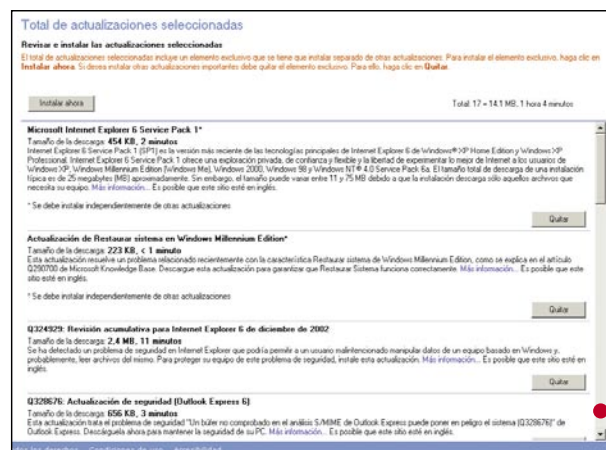 Total de actualizaciones seleccionadas
Revisar e instalar las actualizaciones seleccionadas
El total de actualizaciones seleccionadas incluye un elemento exclusivo que se tiene que instalar separado de otras actualizaciones. Para instalar el elemento exclusivo, haga clic en
Instalar ahora. Si desea instalar otras actualizaciones importantes debe quitar el elemento exclusivo. Para ello, haga clic en Quitar.
Instalar ahora
Total: 17 = 14.1 MB, 1 hora 4 minutos
Microsoft Internet Explorer 6 Service Pack 1*
Tamaño de la descarga: 454 KB, 2 minutos
Internet Explorer 6 Service Pack 1 (SP1) es la versión más reciente de las tecnologías principales de Internet Explorer 6 de Windows® XP Home Edition y Windows XP
Professional. Internet Explorer 6 Service Pack 1 ofrece una exploración privada, de confianza y flexible y la libertad de experimentar lo mejor de Internet a los usuarios de
Windows XP, Windows Millennium Edition (Windows Me), Windows 2000, Windows 98 y Windows NT® 4.0 Service Pack 6a. El tamaño total de descarga de una instalación
típica es de 25 megabytes (MB) aproximadamente. Sin embargo, el tamaño puede variar entre 11 y 75 MB debido a que la instalación descarga sólo aquellos archivos que
necesita su equipo. Más información... Es posible que este sitio esté en inglés.
* Se debe instalar independientemente de otras actualizaciones
Quitar
Actualización de Restaurar sistema en Windows Millennium Edition*
Tamaño de la descarga: 223 KB, < 1 minuto
Esta actualización resuelve un problema relacionado recientemente con la característica Restaurar sistema de Windows Millennium Edition, como se explica en el artículo
Q290700 de Microsoft Knowledge Base. Descargue esta actualización para garantizar que Restaurar Sistema funciona correctamente. Más información... Es posible que este
sitio esté en inglés.
* Se debe instalar independientemente de otras actualizaciones
Quitar
Q324929: Revisión acumulativa para Internet Explorer 6 de diciembre de 2002
Tamaño de la descarga: 2.4 MB, 11 minutos
Se ha detectado un problema de seguridad en Internet Explorer que podría permitir a un usuario malintencionado manipular datos de un equipo basado en Windows y,
probablemente, leer archivos del mismo. Para proteger su equipo de este problema de seguridad, instale esta actualización. Más información... Es posible que este sitio esté en
inglés.
Quitar
Q328676: Actualización de seguridad (Outlook Express 6)
Tamaño de la descarga: 656 KB, 3 minutos
Esta actualización trata el problema de seguridad "Un búfer no comprobado en el análisis S/MIME de Outlook Express puede poner en peligro el sistema (Q328676)" de
Outlook Express. Descárguela ahora para mantener la seguridad de su PC. Más información... Es posible que este sitio esté en inglés.